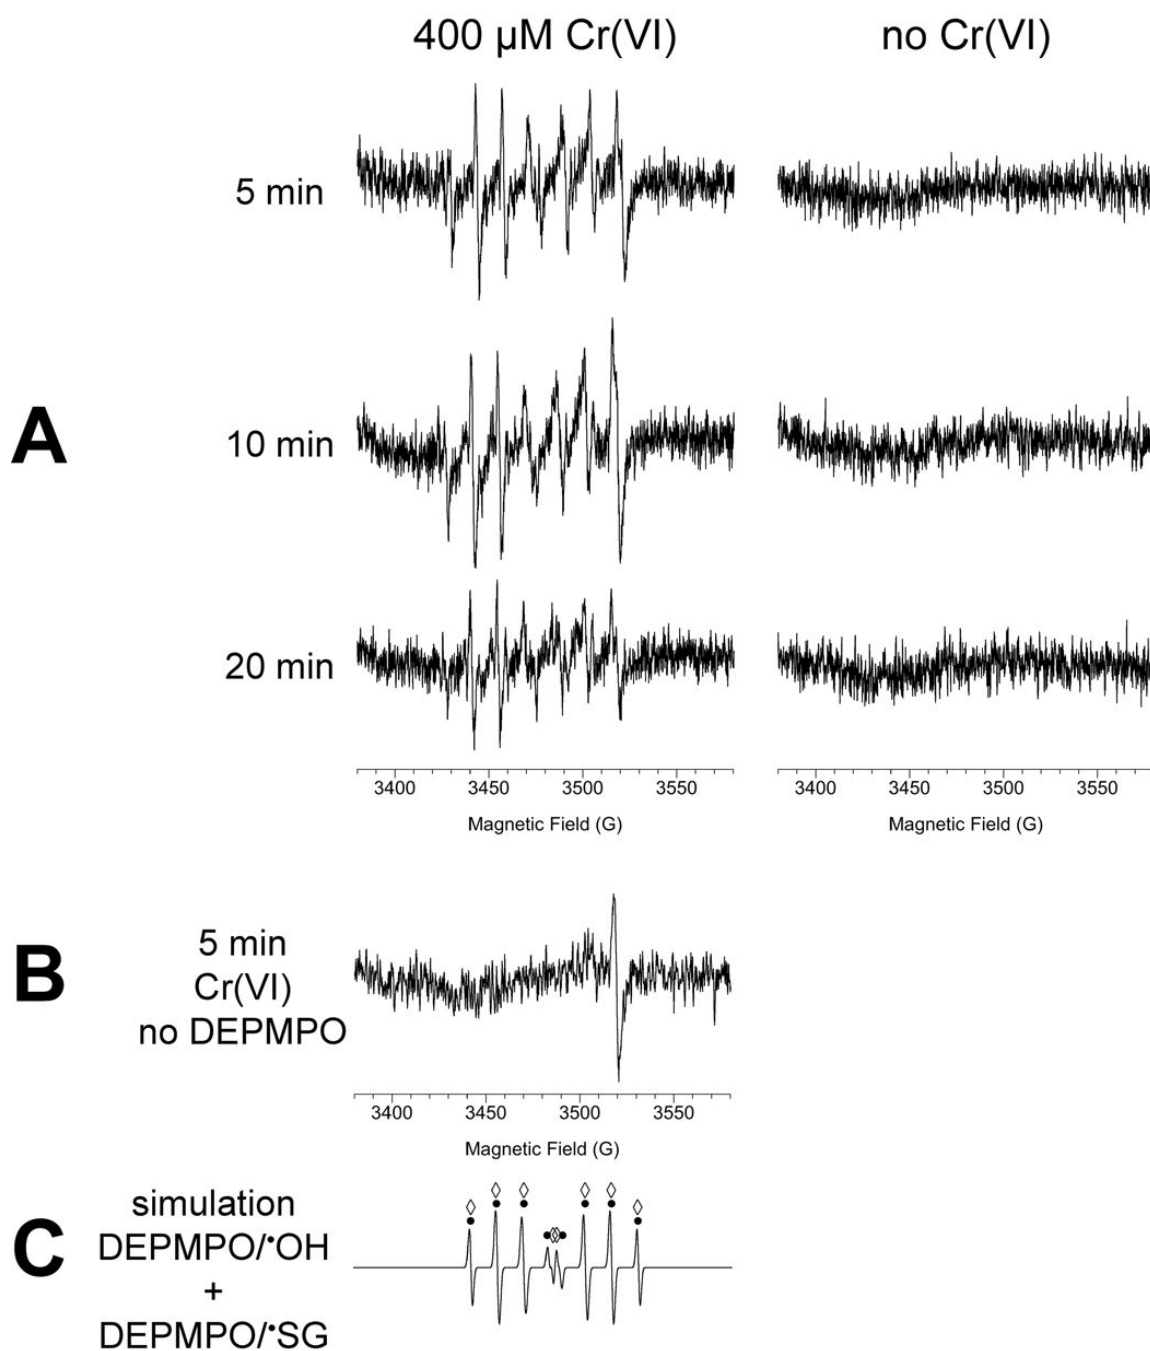 400 µM Cr(VI) no Cr(VI)
5 min
A
10 min
20 min
3400 3450 3500 3550
Magnetic Field (G)
3400 3450 3500 3550
Magnetic Field (G)
B
5 min
Cr(VI)
no DEPMPO
3400 3450 3500 3550
Magnetic Field (G)
C
simulation
DEPMPO/•OH
+
DEPMPO/•SG